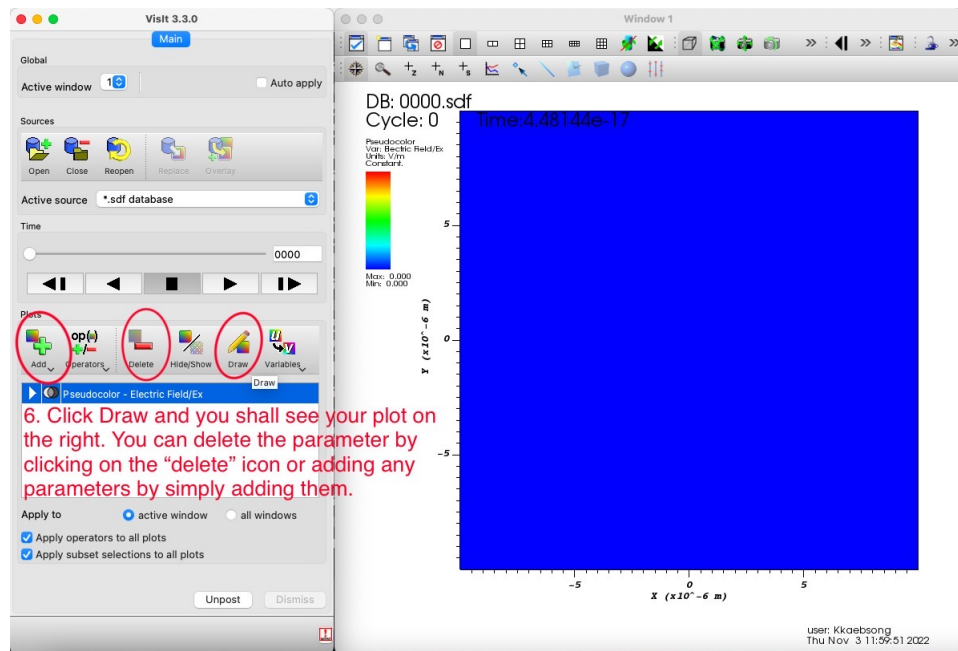 VisIt 3.3.0
Main
Global
Active window 1
Auto apply
Sources
Open Close Reopen Replace Overlay
Active source *.sdf database
Time
0000
Plots
op(·)
+/-
Add Operators Delete Hide/Show Draw Variables
Draw
Pseudocolor - Electric Field/Ex
6. Click Draw and you shall see your plot on
the right. You can delete the parameter by
clicking on the “delete” icon or adding any
parameters by simply adding them.
Apply to active window all windows
Apply operators to all plots
Apply subset selections to all plots
Unpost Dismiss
Window 1
DB: 0000.sdf
Cycle: 0 Time:4.48144e-17
Pseudocolor
Var: Electric Field/Ex
Units: V/m
Constant.
Max: 0.000
Min: 0.000
Y (x10^-6 m)
5
0
-5
-5 0 5
X (x10^-6 m)
user: Kkaebsong
Thu Nov 3 11:59:51 2022